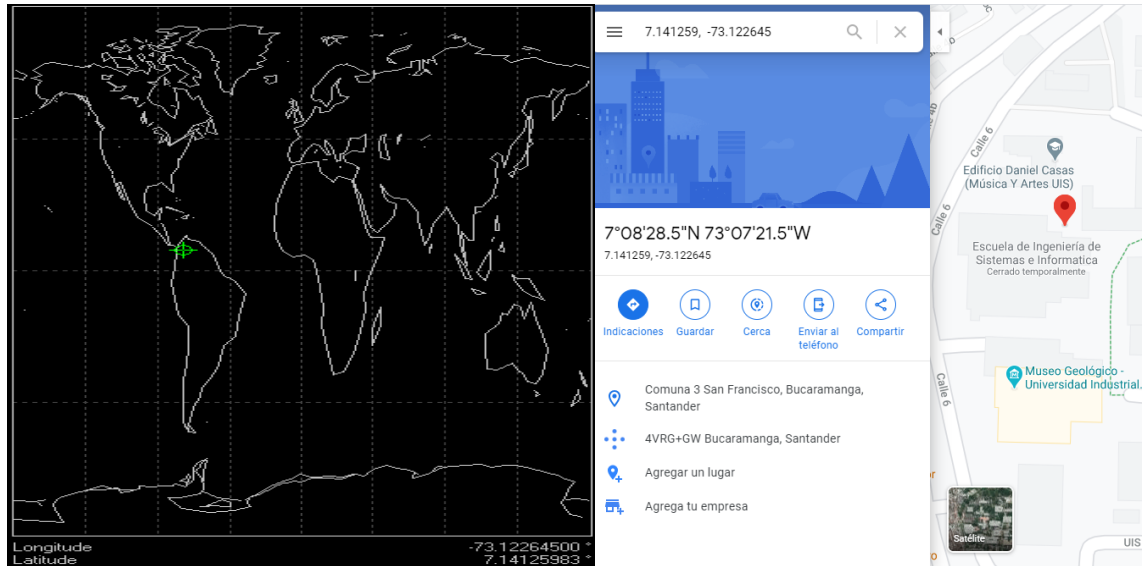 Longitude -73.12264500 °
Latitude 7.14125983 °
7.141259, -73.122645
7°08'28.5"N 73°07'21.5"W
7.141259, -73.122645
Indicaciones
Guardar
Cerca
Enviar al
teléfono
Compartir
Comuna 3 San Francisco, Bucaramanga,
Santander
4VRG+GW Bucaramanga, Santander
Agregar un lugar
Agrega tu empresa
Calle 6
Edificio Daniel Casas
(Música Y Artes UIS)
Calle 6
Escuela de Ingeniería de
Sistemas e Informatica
Cerrado temporalmente
Museo Geológico -
Universidad Industrial.
Calle 6
Satélite
UIS